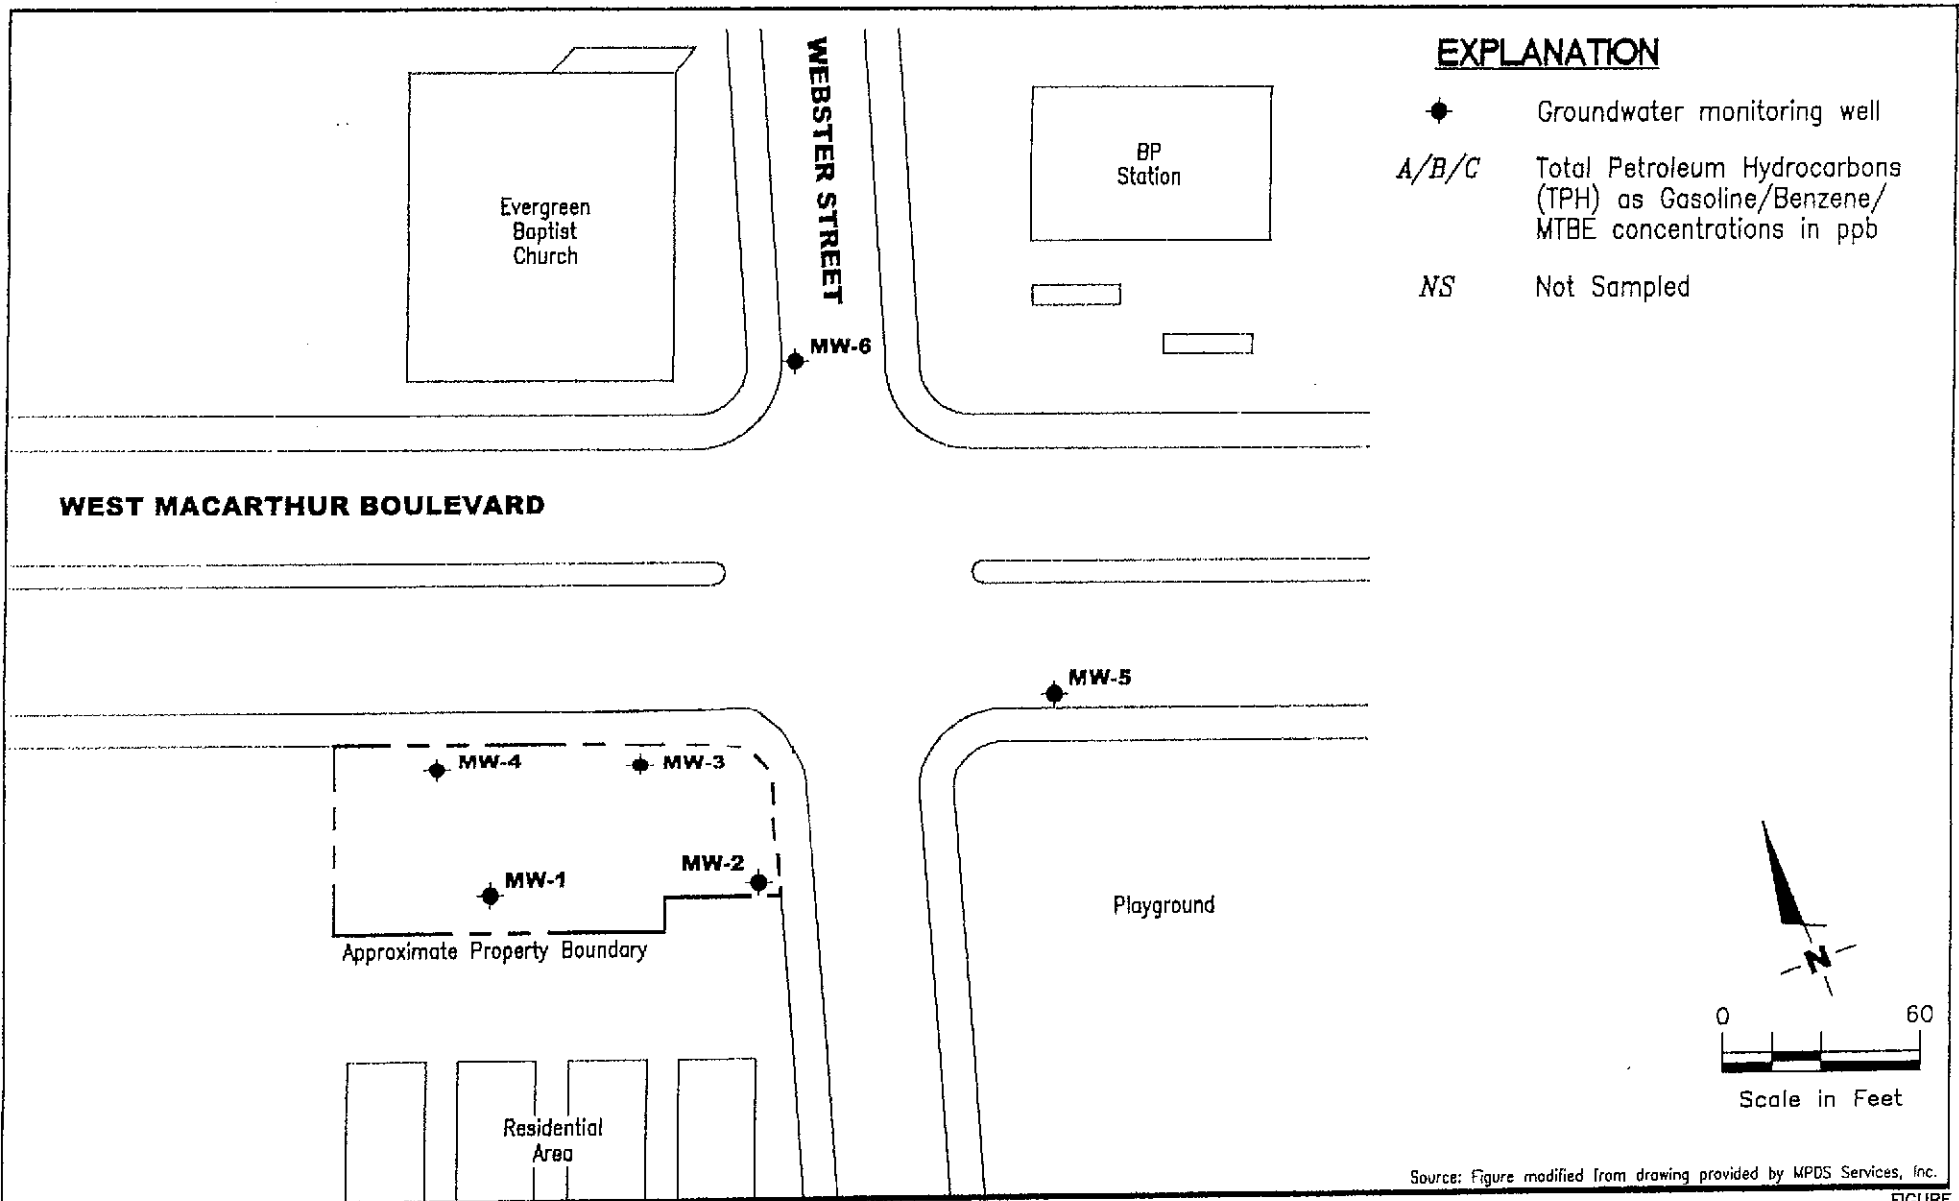 EXPLANATION
Groundwater monitoring well
A/B/C Total Petroleum Hydrocarbons
(TPH) as Gasoline/Benzene/
MTBE concentrations in ppb
NS Not Sampled
WEBSTER STREET
Evergreen
Baptist
Church
BP
Station
MW-6
WEST MACARTHUR BOULEVARD
MW-5
MW-4
MW-3
MW-2
MW-1
Approximate Property Boundary
Playground
N
0 60
Scale in Feet
Residential
Area
Source: Figure modified from drawing provided by MPDS Services, Inc.
FIGURE